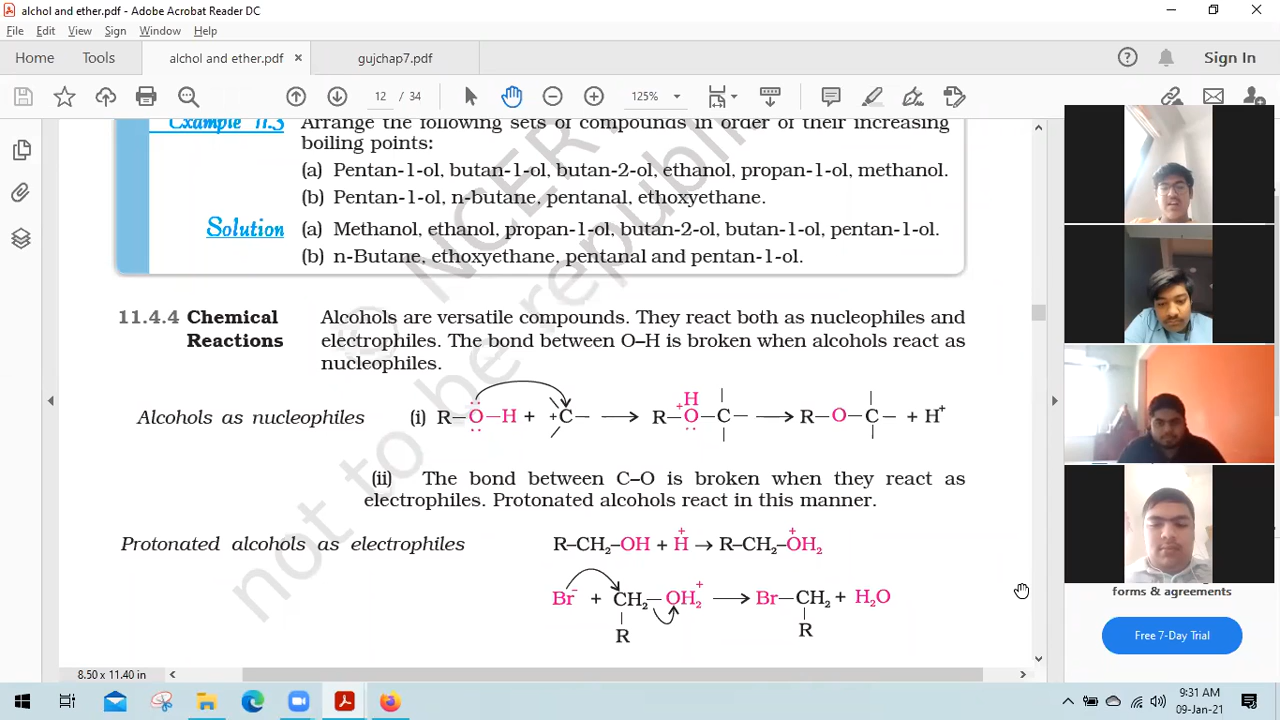 alchol and ether.pdf - Adobe Acrobat Reader DC
File Edit View Sign Window Help
Home Tools alchol and ether.pdf × gujchap7.pdf Sign In
12 / 34 125%
Example 11.3 Arrange the following sets of compounds in order of their increasing
boiling points:
(a) Pentan-1-ol, butan-1-ol, butan-2-ol, ethanol, propan-1-ol, methanol.
(b) Pentan-1-ol, n-butane, pentanal, ethoxyethane.
Solution (a) Methanol, ethanol, propan-1-ol, butan-2-ol, butan-1-ol, pentan-1-ol.
(b) n-Butane, ethoxyethane, pentanal and pentan-1-ol.
11.4.4 Chemical Reactions
Alcohols are versatile compounds. They react both as nucleophiles and
electrophiles. The bond between O–H is broken when alcohols react as
nucleophiles.
Alcohols as nucleophiles (i) R–O–H + +C– → R–O+(H)–C– → R–O–C– + H+
(ii) The bond between C–O is broken when they react as
electrophiles. Protonated alcohols react in this manner.
Protonated alcohols as electrophiles R–CH₂–OH + H⁺ → R–CH₂–O⁺H₂
Br⁻ + CH₂–OH₂⁺ → Br–CH₂ + H₂O
R R
© NCERT
not to be republi
forms & agreements
Free 7-Day Trial
8.50 x 11.40 in
9:31 AM
09-Jan-21